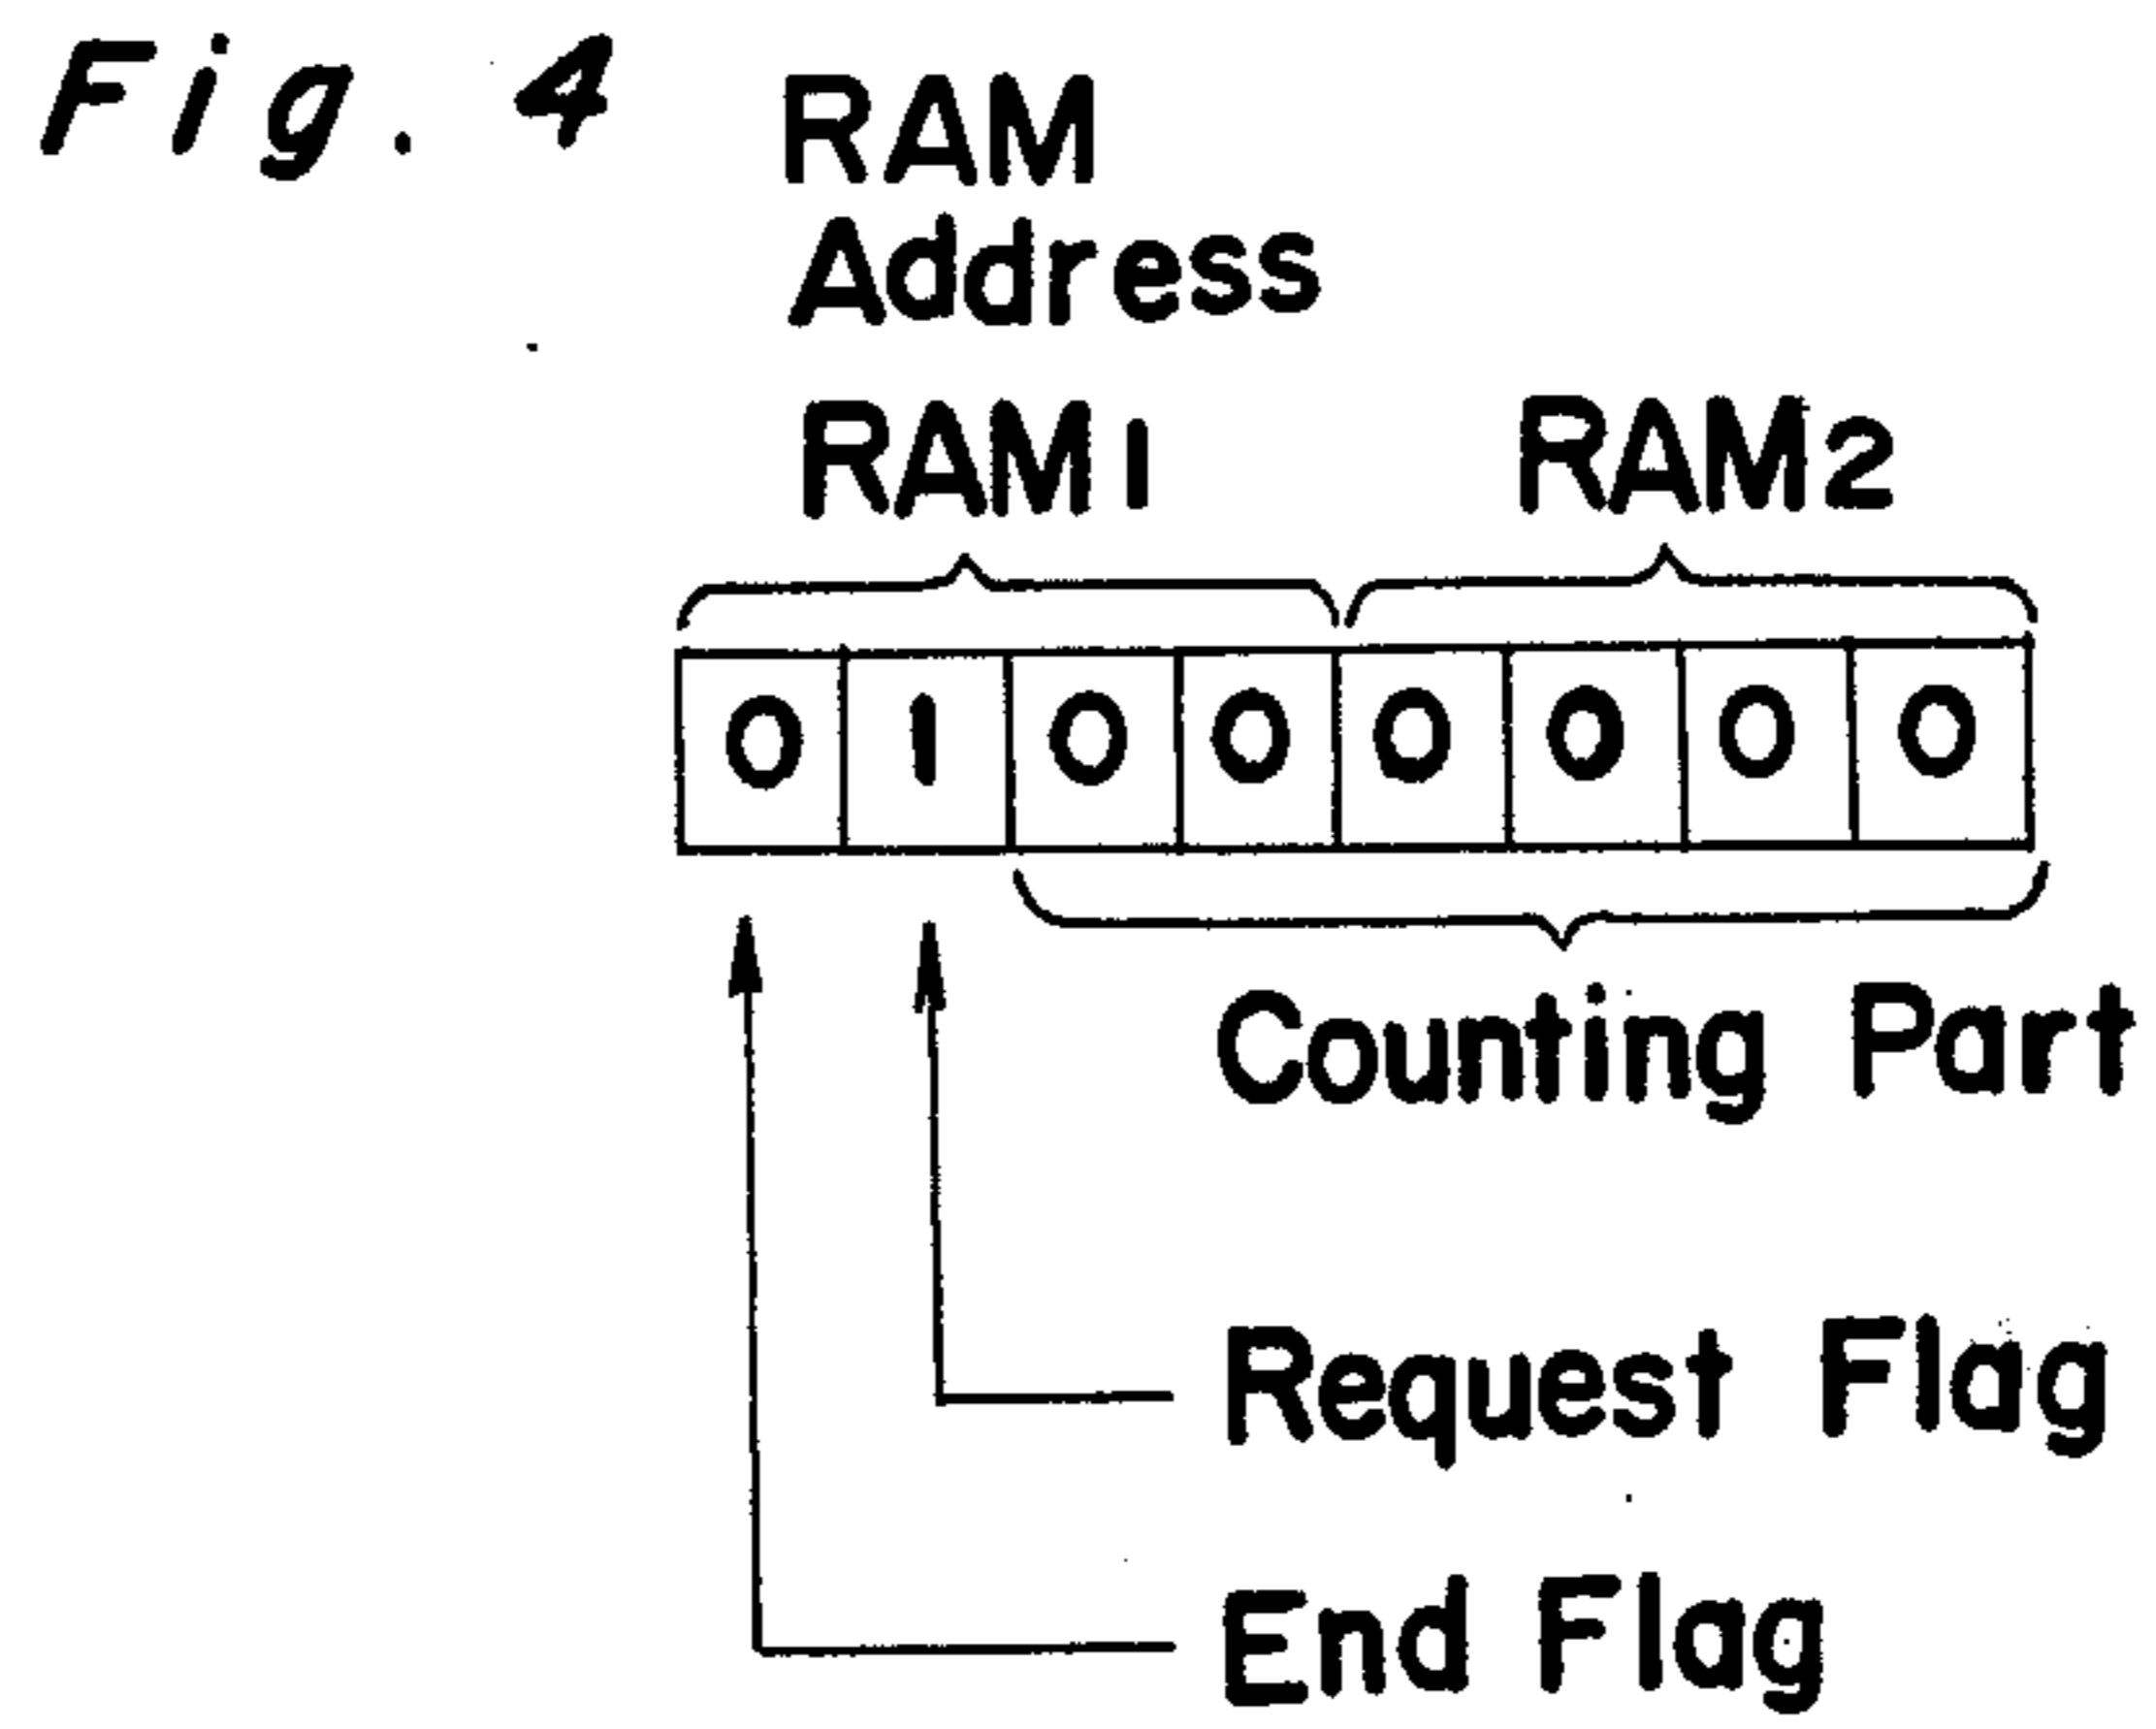 Fig. 4
RAM
Address
RAM1 RAM2
0 1 0 0 0 0 0 0
Counting Part
Request Flag
End Flag